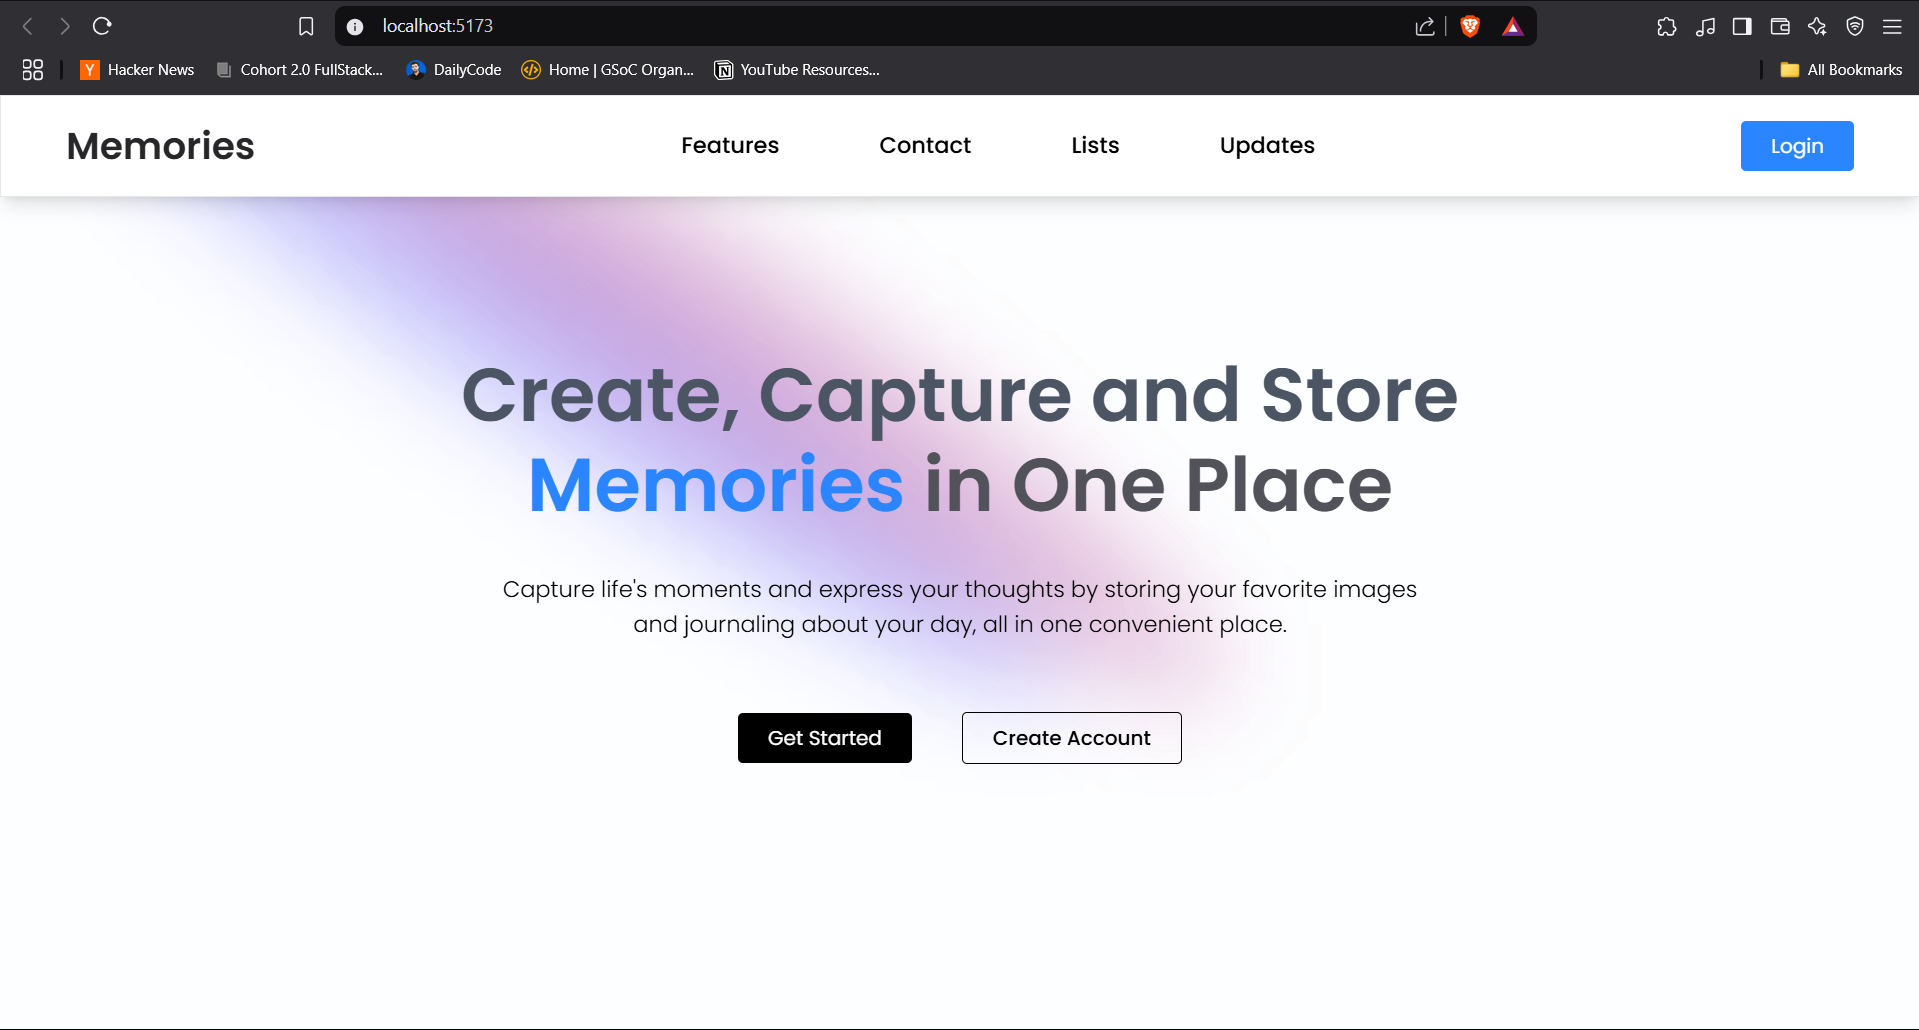 localhost:5173
Hacker News Cohort 2.0 FullStack... DailyCode Home | GSoC Organ... YouTube Resources... All Bookmarks
Memories Features Contact Lists Updates Login
Create, Capture and Store
Memories in One Place
Capture life's moments and express your thoughts by storing your favorite images
and journaling about your day, all in one convenient place.
Get Started Create Account